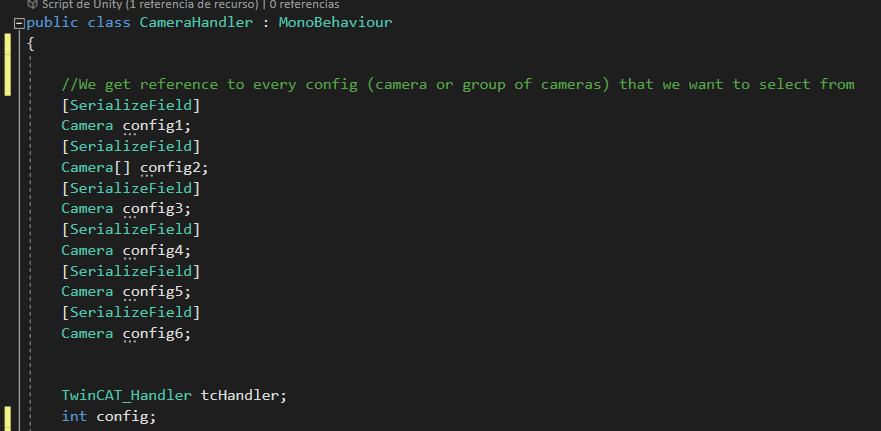 Script de Unity (1 referencia de recurso) | 0 referencias
public class CameraHandler : MonoBehaviour
{
//We get reference to every config (camera or group of cameras) that we want to select from
[SerializeField]
Camera config1;
[SerializeField]
Camera[] config2;
[SerializeField]
Camera config3;
[SerializeField]
Camera config4;
[SerializeField]
Camera config5;
[SerializeField]
Camera config6;
TwinCAT_Handler tcHandler;
int config;